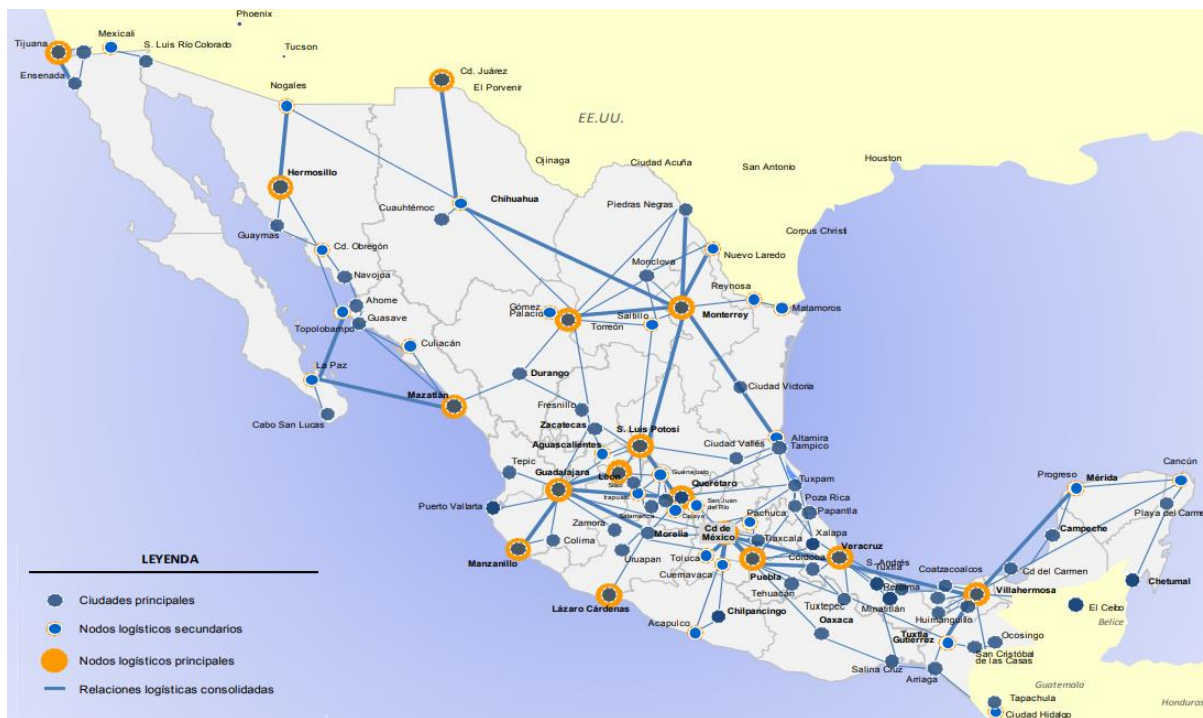 Phoenix
Tijuana
Mexicali
S. Luis Río Colorado
Tucson
Ensenada
Nogales
Cd. Juárez
El Porvenir
EE.UU.
Ojinaga
Ciudad Acuña
San Antonio
Houston
Hermosillo
Chihuahua
Cuauhtémoc
Piedras Negras
Guaymas
Corpus Christi
Cd. Obregón
Nuevo Laredo
Navojoa
Monclova
Reynosa
Ahome
Gómez
Palacio
Saltillo
Matamoros
Topolobampo
Guasave
Torreón
Monterrey
Culiacán
La Paz
Durango
Ciudad Victoria
Mazatlán
Cabo San Lucas
Fresnillo
Zacatecas
S. Luis Potosí
Altamira
Aguascalientes
Ciudad Valles
Tampico
Tepic
Guadalajara
León
Guanajuato
Progreso
Mérida
Cancún
Silao
Querétaro
Tuxpam
Irapuato
San Juan
del Río
Puerto Vallarta
Salamanca
Celaya
Pachuca
Poza Rica
Papantla
Playa del Carmen
Zamora
Morelia
Cd de
México
Tlaxcala
Xalapa
Campeche
LEYENDA
Colima
Uruapan
Toluca
Córdoba
Veracruz
Manzanillo
Cuernavaca
Puebla
S. Andrés
Tuxtla
Coatzacoalcos
Cd del Carmen
Chetumal
Ciudades principales
Lázaro Cárdenas
Tehuacán
Villahermosa
El Ceibo
Nodos logísticos secundarios
Acapulco
Chilpancingo
Tuxtepec
Minatitlán
Huimanguillo
Belice
Oaxaca
Tuxtla
Gutiérrez
Ocosingo
Nodos logísticos principales
San Cristóbal
de las Casas
Salina Cruz
Arriaga
Relaciones logísticas consolidadas
Guatemala
Tapachula
Ciudad Hidalgo
Honduras